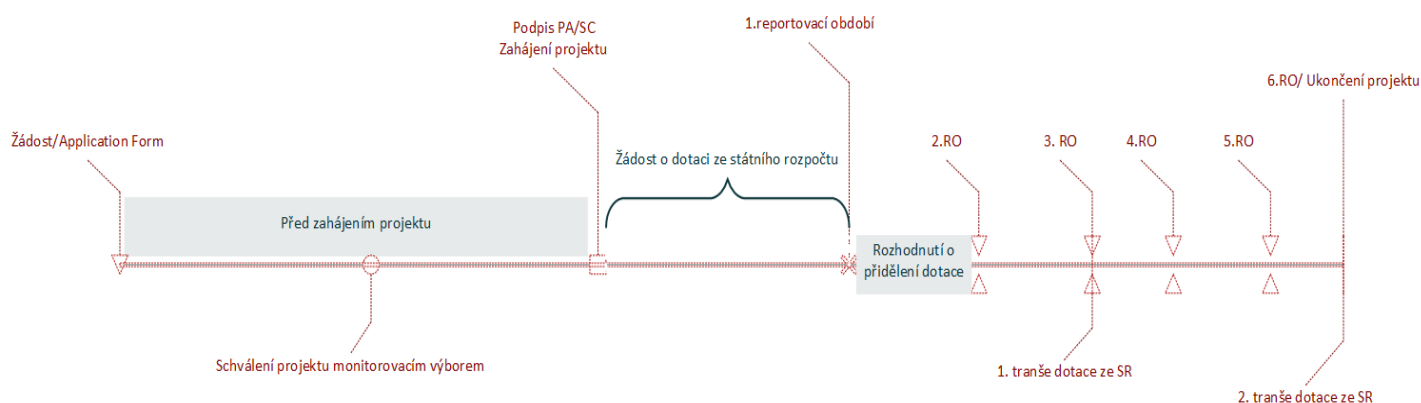 Podpis PA/SC
Zahájení projektu
1.reportovací období
6.RO/ Ukončení projektu
Žádost/Application Form
Žádost o dotaci ze státního rozpočtu
2.RO
3. RO
4.RO
5.RO
Před zahájením projektu
Rozhodnutí o
přidělení dotace
Schválení projektu monitorovacím výborem
1. tranše dotace ze SR
2. tranše dotace ze SR